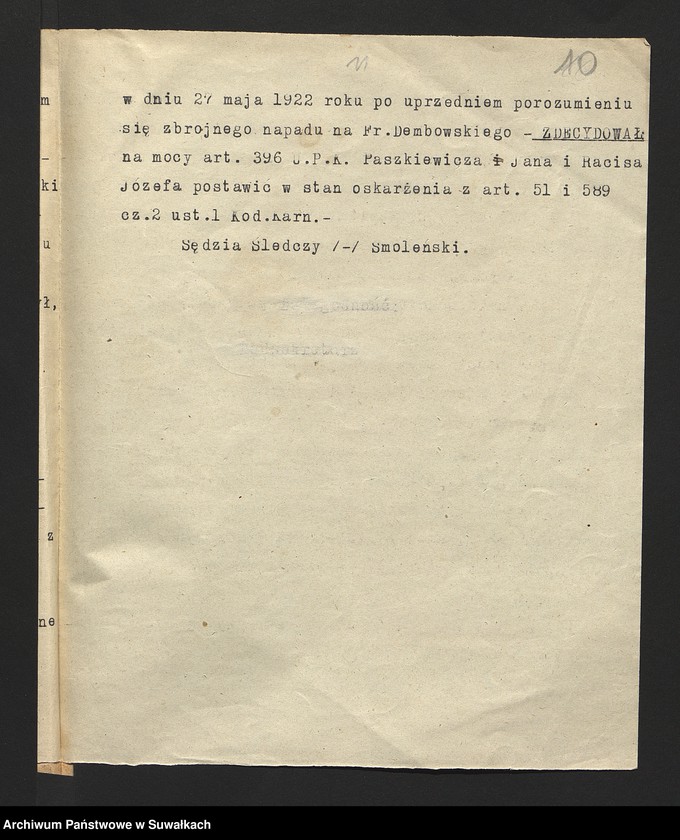 11
10
w dniu 27 maja 1922 roku po uprzedniem porozumieniu
się zbrojnego napadu na Fr.Dembowskiego - ZDECYDOWAŁ
na mocy art. 396 U.P.K. Paszkiewicza i Jana i Racisa
Józefa postawić w stan oskarżenia z art. 51 i 589
cz.2 ust.1 Kod.Karn.-
Sędzia Śledczy /-/ Smoleński.
m
-
ki
u
ył,
z
ne
Archiwum Państwowe w Suwałkach